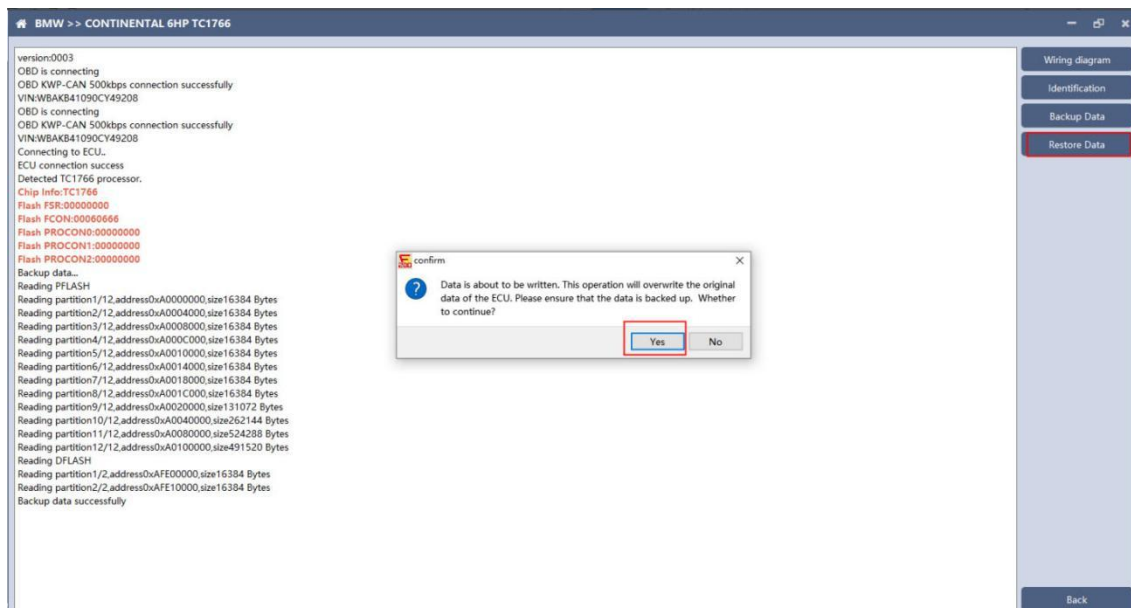 BMW >> CONTINENTAL 6HP TC1766
version:0003
OBD is connecting
OBD KWP-CAN 500kbps connection successfully
VIN:WBAKB41090CY49208
OBD is connecting
OBD KWP-CAN 500kbps connection successfully
VIN:WBAKB41090CY49208
Connecting to ECU..
ECU connection success
Detected TC1766 processor.
Chip Info:TC1766
Flash FSR:00000000
Flash FCON:00060666
Flash PROCON0:00000000
Flash PROCON1:00000000
Flash PROCON2:00000000
Backup data...
Reading PFLASH
Reading partition1/12,address0xA0000000,size16384 Bytes
Reading partition2/12,address0xA0004000,size16384 Bytes
Reading partition3/12,address0xA0008000,size16384 Bytes
Reading partition4/12,address0xA000C000,size16384 Bytes
Reading partition5/12,address0xA0010000,size16384 Bytes
Reading partition6/12,address0xA0014000,size16384 Bytes
Reading partition7/12,address0xA0018000,size16384 Bytes
Reading partition8/12,address0xA001C000,size16384 Bytes
Reading partition9/12,address0xA0020000,size131072 Bytes
Reading partition10/12,address0xA0040000,size262144 Bytes
Reading partition11/12,address0xA0080000,size524288 Bytes
Reading partition12/12,address0xA0100000,size491520 Bytes
Reading DFLASH
Reading partition1/2,address0xAFE00000,size16384 Bytes
Reading partition2/2,address0xAFE10000,size16384 Bytes
Backup data successfully
confirm
Data is about to be written. This operation will overwrite the original
data of the ECU. Please ensure that the data is backed up. Whether
to continue?
Yes
No
Wiring diagram
Identification
Backup Data
Restore Data
Back